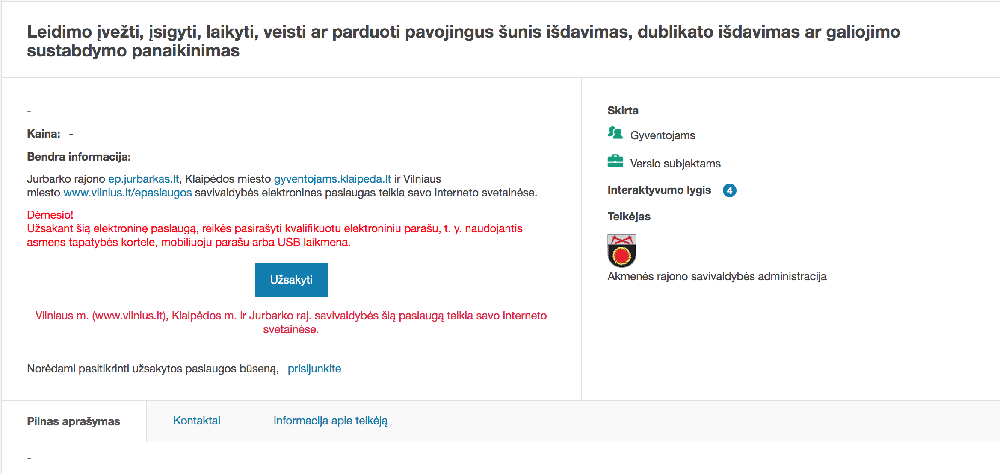 Leidimo įvežti, įsigyti, laikyti, veisti ar parduoti pavojingus šunis išdavimas, dublikato išdavimas ar galiojimo
sustabdymo panaikinimas
-
Kaina: -
Bendra informacija:
Jurbarko rajono ep.jurbarkas.lt, Klaipėdos miesto gyventojams.klaipeda.lt ir Vilniaus
miesto www.vilnius.lt/epaslaugos savivaldybės elektronines paslaugas teikia savo interneto svetainėse.
Dėmesio!
Užsakant šią elektroninę paslaugą, reikės pasirašyti kvalifikuotu elektroniniu parašu, t. y. naudojantis
asmens tapatybės kortele, mobiliuoju parašu arba USB laikmena.
Užsakyti
Vilniaus m. (www.vilnius.lt), Klaipėdos m. ir Jurbarko raj. savivaldybės šią paslaugą teikia savo interneto
svetainėse.
Norėdami pasitikrinti užsakytos paslaugos būseną, prisijunkite
Skirta
Gyventojams
Verslo subjektams
Interaktyvumo lygis 4
Teikėjas
Akmenės rajono savivaldybės administracija
Pilnas aprašymas Kontaktai Informacija apie teikėją
-